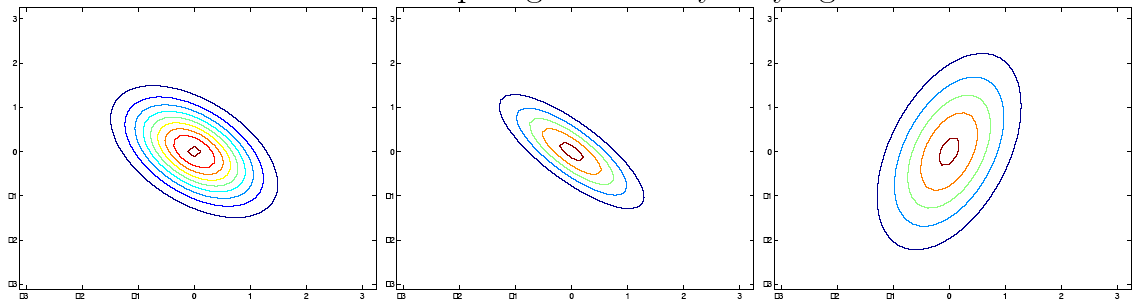 3 3 3
2 2 2
1 1 1
0 0 0
□1 □1 □1
□2 □2 □2
□3 □3 □3
□3 □2 □1 0 1 2 3 □3 □2 □1 0 1 2 3 □3 □2 □1 0 1 2 3